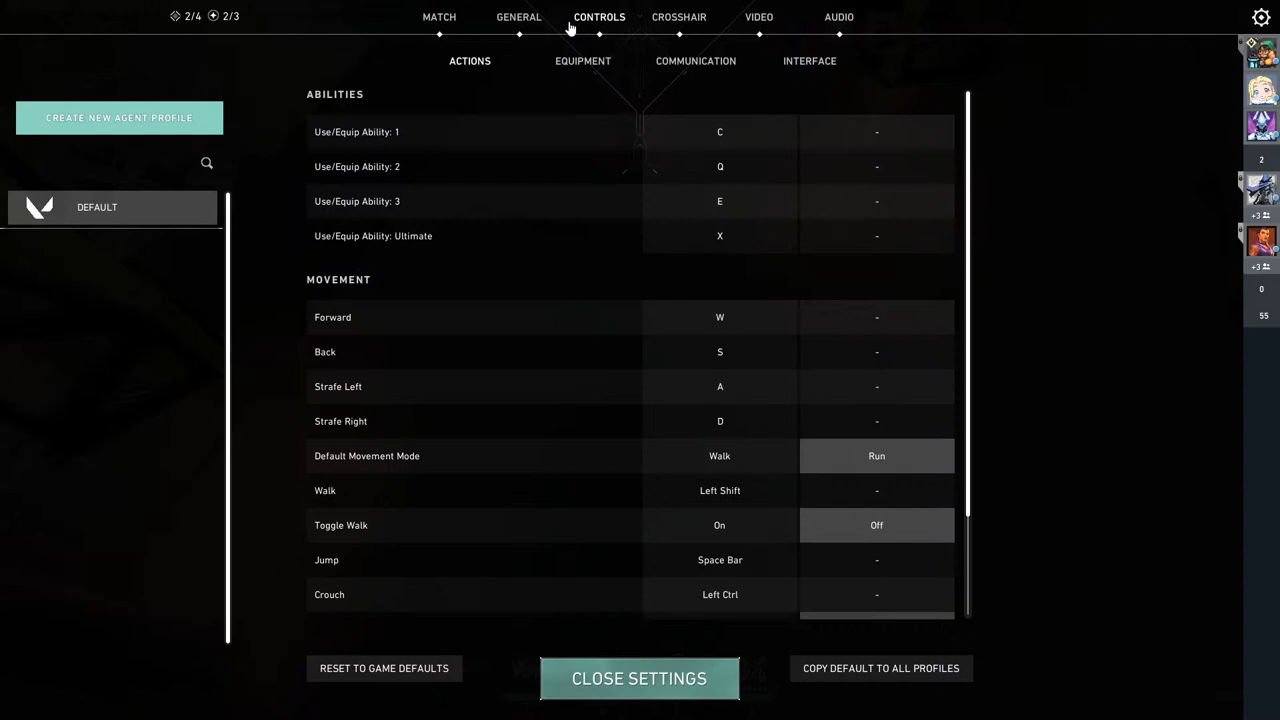 2/4 2/3
MATCH GENERAL CONTROLS CROSSHAIR VIDEO AUDIO
ACTIONS EQUIPMENT COMMUNICATION INTERFACE
CREATE NEW AGENT PROFILE
DEFAULT
ABILITIES
Use/Equip Ability: 1 C -
Use/Equip Ability: 2 Q -
Use/Equip Ability: 3 E -
Use/Equip Ability: Ultimate X -
MOVEMENT
Forward W -
Back S -
Strafe Left A -
Strafe Right D -
Default Movement Mode Walk Run
Walk Left Shift -
Toggle Walk On Off
Jump Space Bar -
Crouch Left Ctrl -
RESET TO GAME DEFAULTS
CLOSE SETTINGS
COPY DEFAULT TO ALL PROFILES
2
+3
+3
0
55